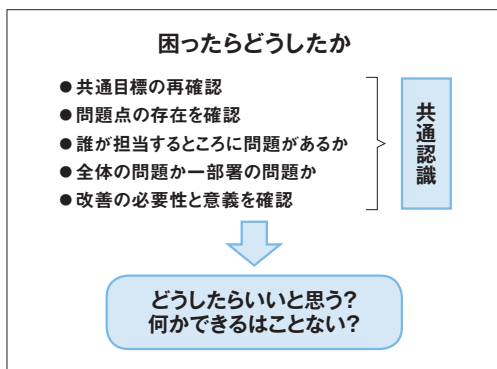 困ったらどうしたか
●共通目標の再確認
●問題点の存在を確認
●誰が担当するところに問題があるか
●全体の問題か一部署の問題か
●改善の必要性と意義を確認
共通認識
どうしたらいいと思う?
何かできるはことない?